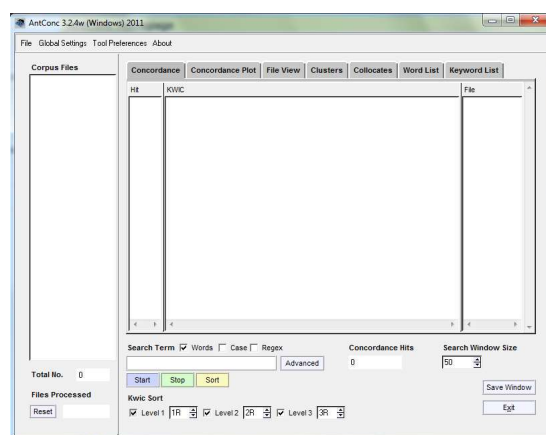 AntConc 3.2.4w (Windows) 2011
File Global Settings Tool Preferences About
Corpus Files
Concordance Concordance Plot File View Clusters Collocates Word List Keyword List
Hit KWIC File
Search Term Words Case Regex Concordance Hits Search Window Size
Advanced 0 50
Total No. 0
Start Stop Sort
Files Processed
Save Window
Kwic Sort
Reset
Level 1 1R Level 2 2R Level 3 3R
Exit